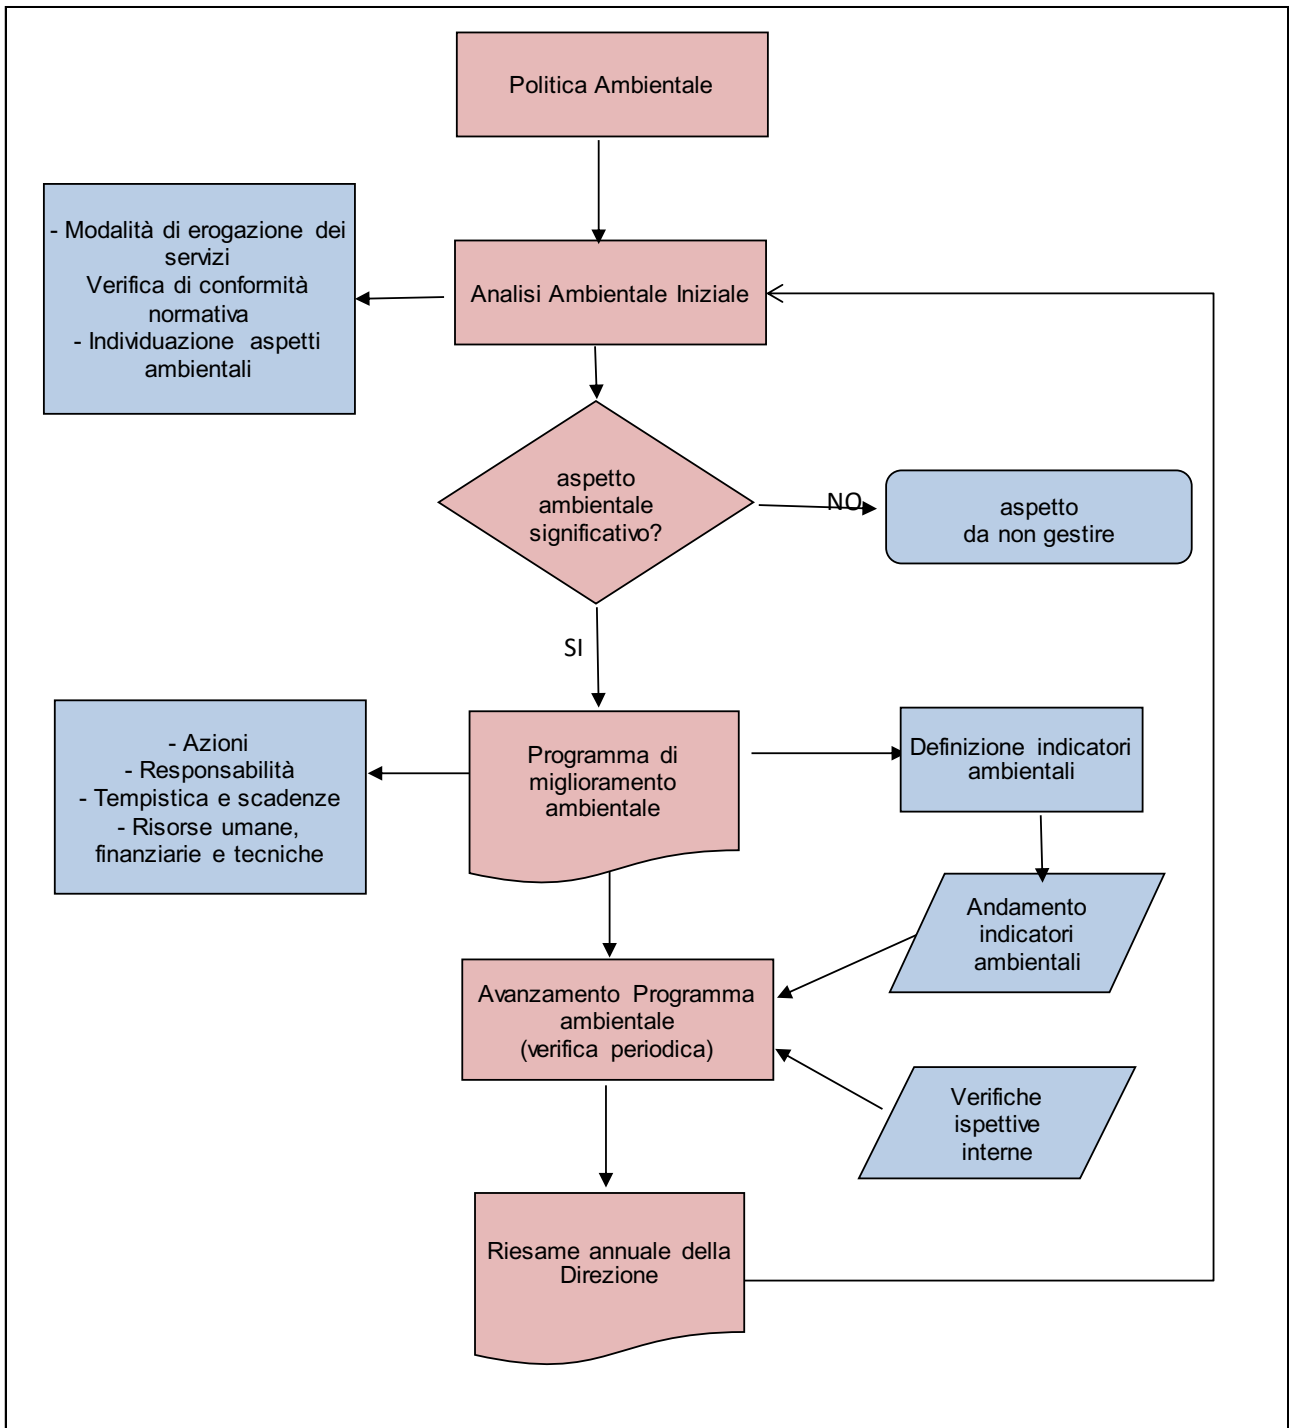 Politica Ambientale
- Modalità di erogazione dei
servizi
Verifica di conformità
normativa
- Individuazione aspetti
ambientali
Analisi Ambientale Iniziale
aspetto
ambientale
significativo?
NO
aspetto
da non gestire
SI
- Azioni
- Responsabilità
- Tempistica e scadenze
- Risorse umane,
finanziarie e tecniche
Programma di
miglioramento
ambientale
Definizione indicatori
ambientali
Andamento
indicatori
ambientali
Avanzamento Programma
ambientale
(verifica periodica)
Verifiche
ispettive
interne
Riesame annuale della
Direzione